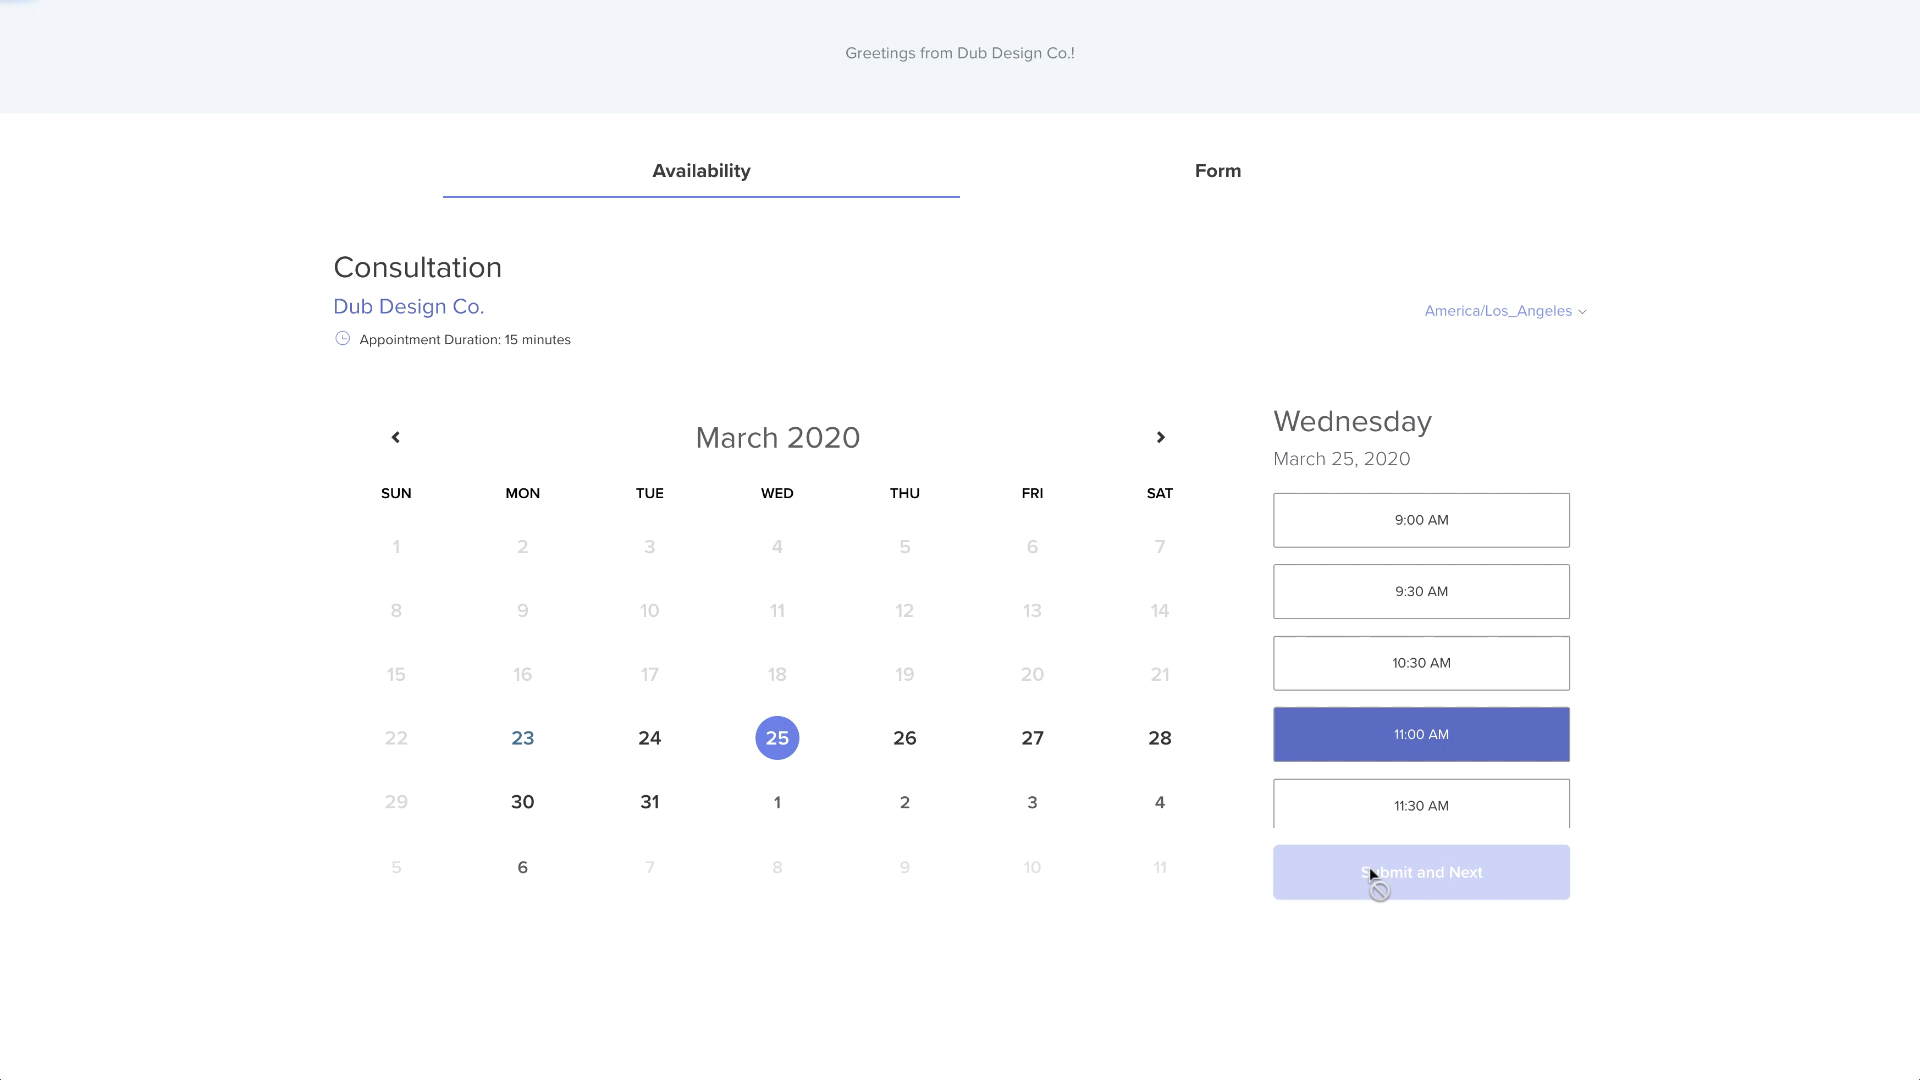 Greetings from Dub Design Co.!
Availability Form
Consultation
Dub Design Co.
America/Los_Angeles
Appointment Duration: 15 minutes
March 2020
SUN MON TUE WED THU FRI SAT
1 2 3 4 5 6 7
8 9 10 11 12 13 14
15 16 17 18 19 20 21
22 23 24 25 26 27 28
29 30 31 1 2 3 4
5 6 7 8 9 10 11
Wednesday
March 25, 2020
9:00 AM
9:30 AM
10:30 AM
11:00 AM
11:30 AM
Submit and Next